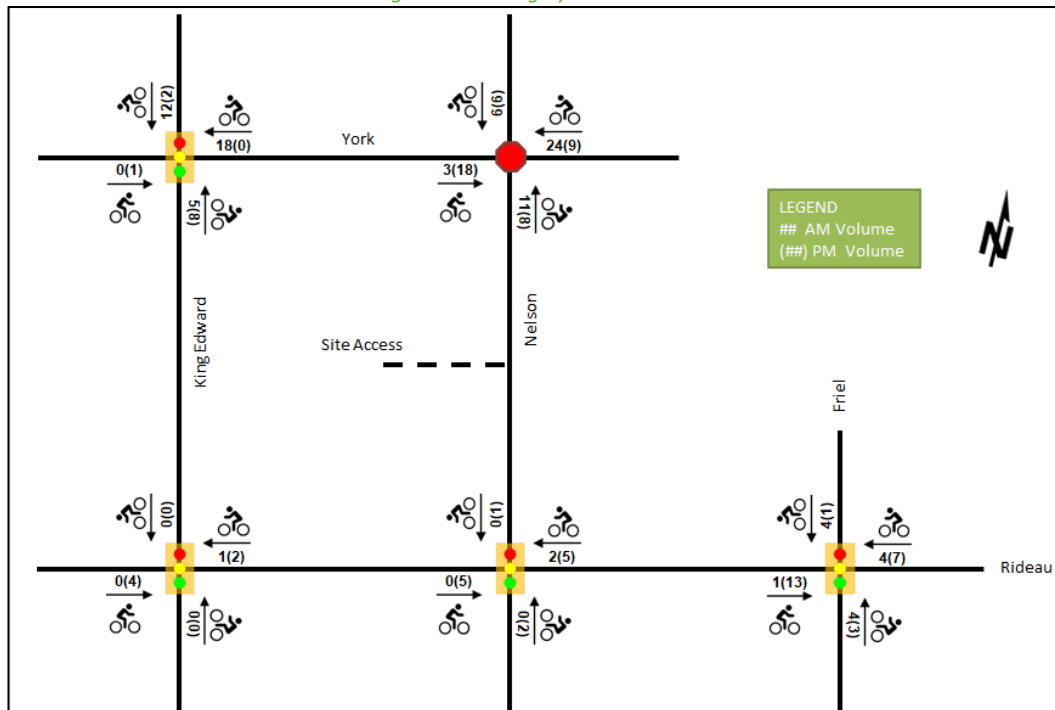 12(2)
18(0)
York
24(9)
0(1)
3(18)
5(8)
11(8)
LEGEND
## AM Volume
(##) PM Volume
N
King Edward
Nelson
Site Access
Friel
0(0)
0(1)
4(1)
1(2)
2(5)
4(7)
Rideau
0(4)
0(5)
1(13)
0(0)
0(2)
4(3)